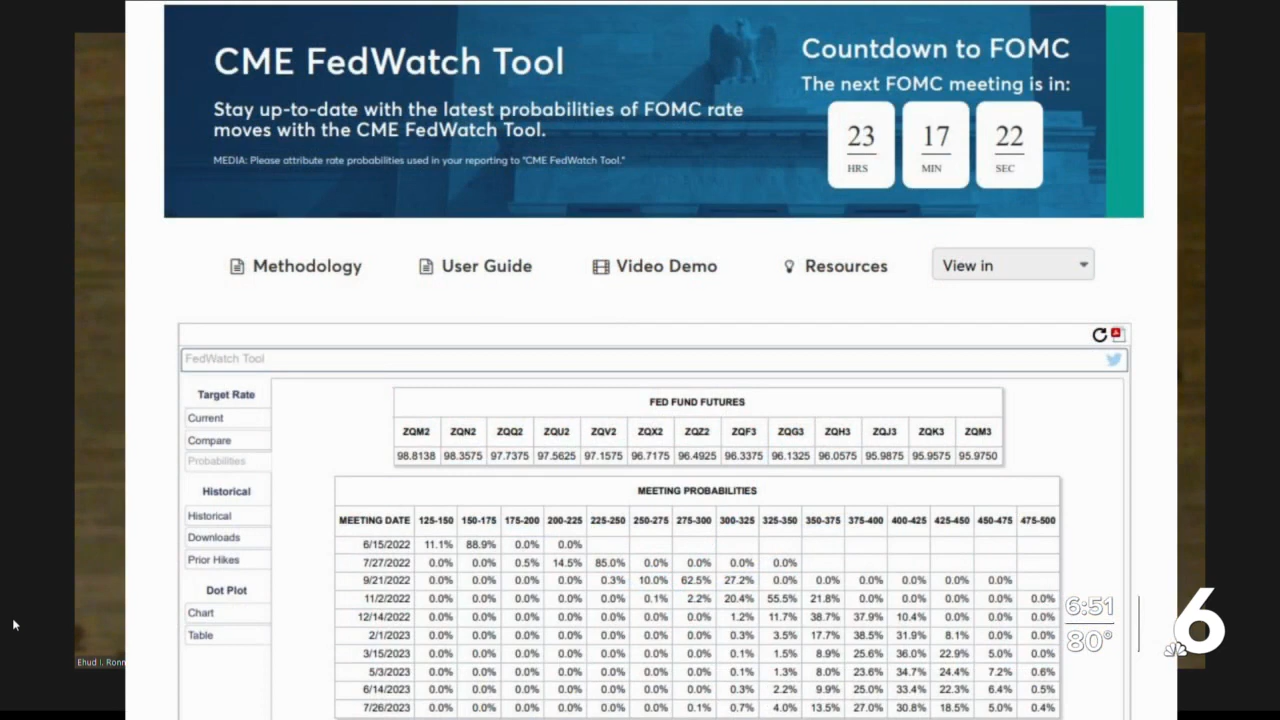 CME FedWatch Tool
Stay up-to-date with the latest probabilities of FOMC rate
moves with the CME FedWatch Tool.
MEDIA: Please attribute rate probabilities used in your reporting to "CME FedWatch Tool."
Countdown to FOMC
The next FOMC meeting is in:
23 17 22
HRS MIN SEC
Methodology User Guide Video Demo Resources View in
FedWatch Tool
Target Rate
Current
Compare
Probabilities
Historical
Historical
Downloads
Prior Hikes
Dot Plot
Chart
Table
FED FUND FUTURES
ZQM2 ZQN2 ZQQ2 ZQU2 ZQV2 ZQX2 ZQZ2 ZQF3 ZQG3 ZQH3 ZQJ3 ZQK3 ZQM3
98.8138 98.3575 97.7375 97.5625 97.1575 96.7175 96.4925 96.3375 96.1325 96.0575 95.9875 95.9575 95.9750
MEETING PROBABILITIES
MEETING DATE 125-150 150-175 175-200 200-225 225-250 250-275 275-300 300-325 325-350 350-375 375-400 400-425 425-450 450-475 475-500
6/15/2022 11.1% 88.9% 0.0% 0.0%
7/27/2022 0.0% 0.0% 0.5% 14.5% 85.0% 0.0% 0.0% 0.0% 0.0%
9/21/2022 0.0% 0.0% 0.0% 0.0% 0.3% 10.0% 62.5% 27.2% 0.0% 0.0% 0.0% 0.0% 0.0% 0.0%
11/2/2022 0.0% 0.0% 0.0% 0.0% 0.0% 0.1% 2.2% 20.4% 55.5% 21.8% 0.0% 0.0% 0.0% 0.0% 0.0%
12/14/2022 0.0% 0.0% 0.0% 0.0% 0.0% 0.0% 0.0% 1.2% 11.7% 38.7% 37.9% 10.4% 0.0% 0.0% 0.0%
2/1/2023 0.0% 0.0% 0.0% 0.0% 0.0% 0.0% 0.0% 0.3% 3.5% 17.7% 38.5% 31.9% 8.1% 0.0% 0.0%
3/15/2023 0.0% 0.0% 0.0% 0.0% 0.0% 0.0% 0.0% 0.1% 1.5% 8.9% 25.6% 36.0% 22.9% 5.0% 0.0%
5/3/2023 0.0% 0.0% 0.0% 0.0% 0.0% 0.0% 0.0% 0.1% 1.3% 8.0% 23.6% 34.7% 24.4% 7.2% 0.6%
6/14/2023 0.0% 0.0% 0.0% 0.0% 0.0% 0.0% 0.0% 0.3% 2.2% 9.9% 25.0% 33.4% 22.3% 6.4% 0.5%
7/26/2023 0.0% 0.0% 0.0% 0.0% 0.0% 0.0% 0.1% 0.7% 4.0% 13.5% 27.0% 30.8% 18.5% 5.0% 0.4%
6:51
80°
6
Ehud I. Ronn